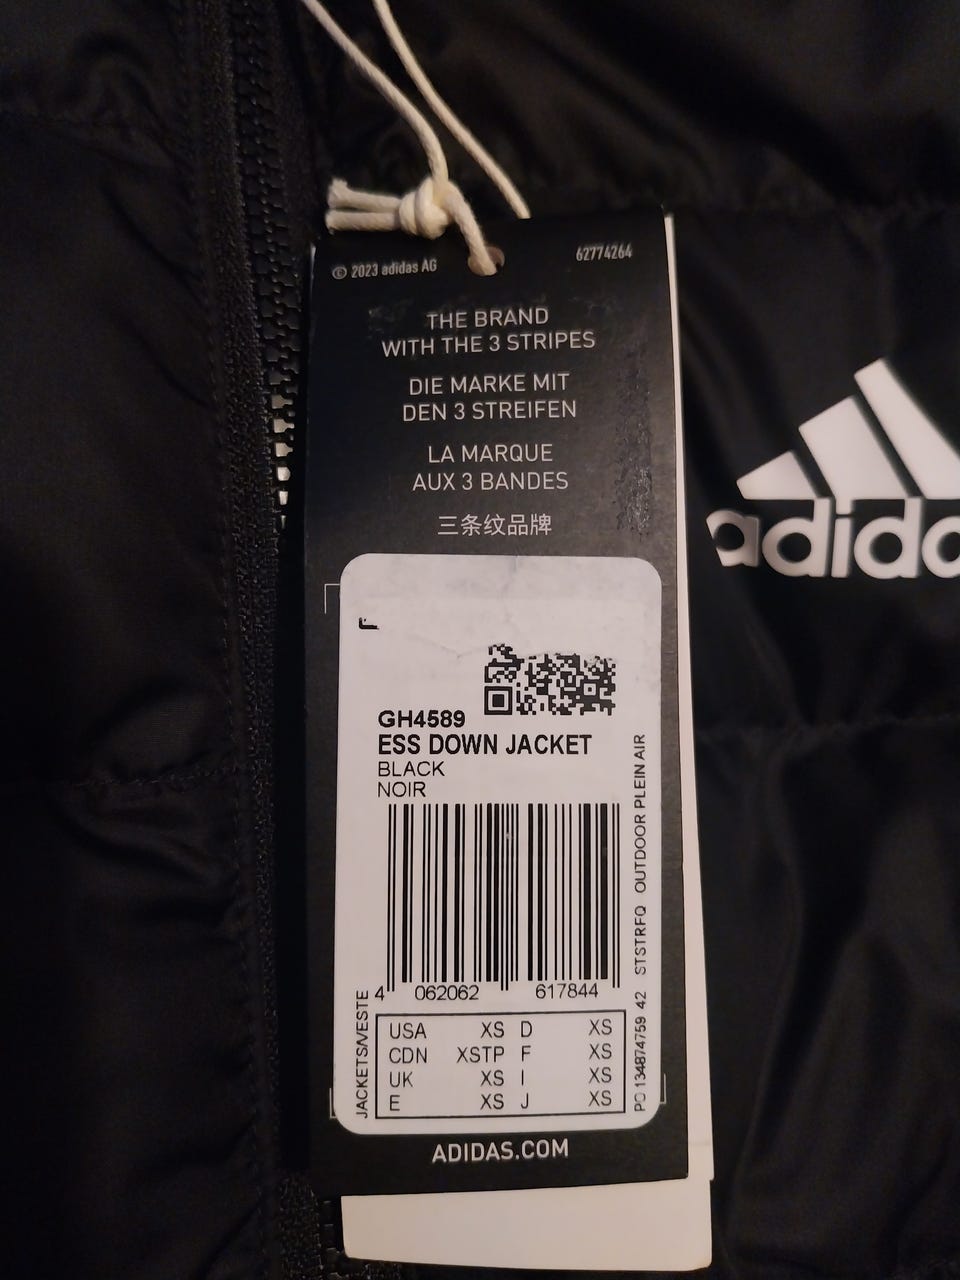 © 2023 adidas AG
62774264
THE BRAND
WITH THE 3 STRIPES
DIE MARKE MIT
DEN 3 STREIFEN
LA MARQUE
AUX 3 BANDES
三条纹品牌
GH4589
ESS DOWN JACKET
BLACK
NOIR
4 062062 617844
JACKETS/VESTE
PO 134874759 42 STSTRFQ OUTDOOR PLEIN AIR
USA XS D XS
CDN XSTP F XS
UK XS I XS
E XS J XS
ADIDAS.COM
adidas